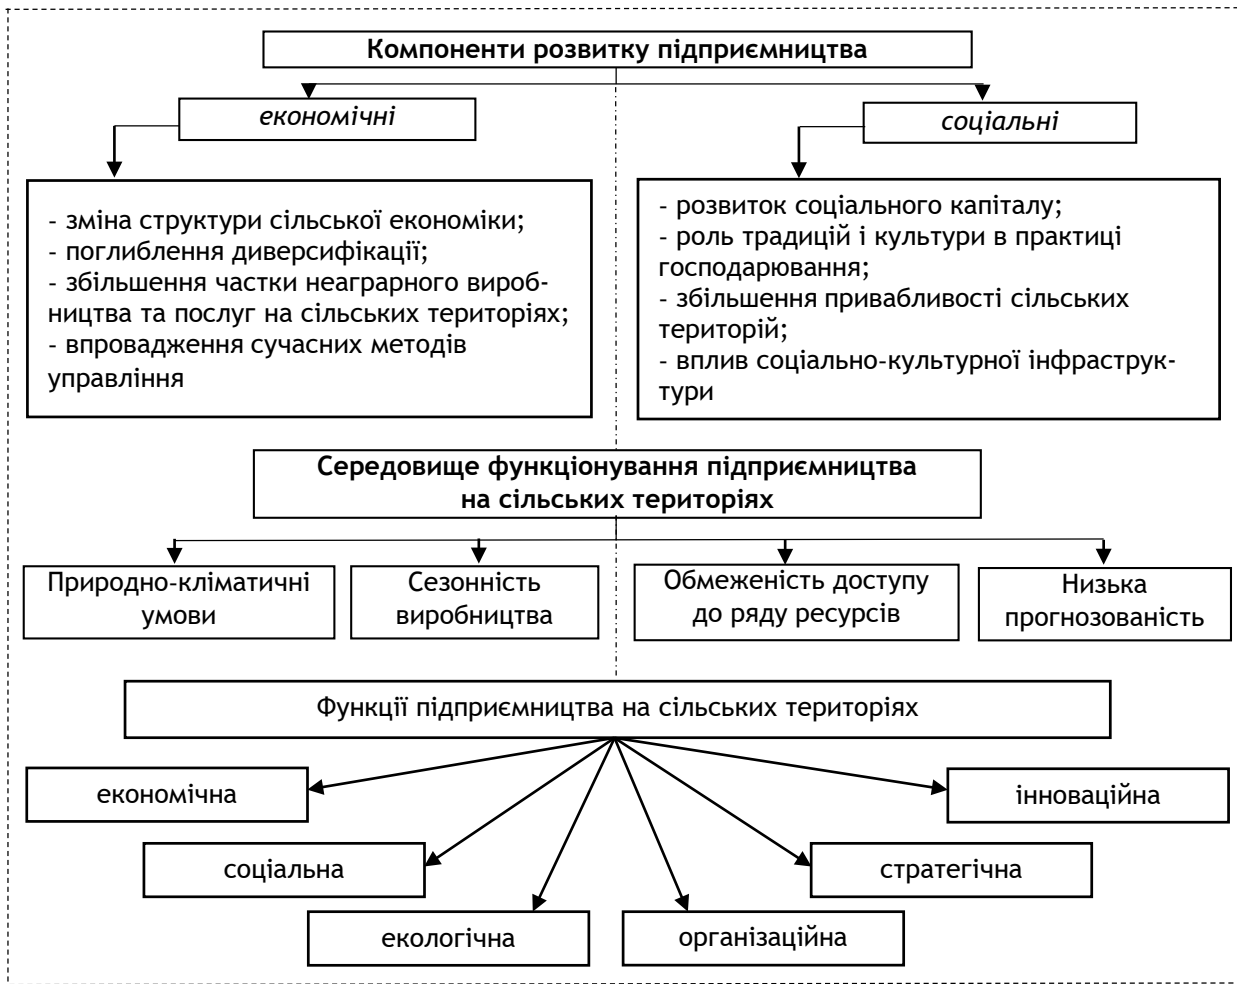 Компоненти розвитку підприємництва
економічні
соціальні
- зміна структури сільської економіки;
- поглиблення диверсифікації;
- збільшення частки неаграрного вироб-
ництва та послуг на сільських територіях;
- впровадження сучасних методів
управління
- розвиток соціального капіталу;
- роль традицій і культури в практиці
господарювання;
- збільшення привабливості сільських
територій;
- вплив соціально-культурної інфраструк-
тури
Середовище функціонування підприємництва
на сільських територіях
Природно-кліматичні
умови
Сезонність
виробництва
Обмеженість доступу
до ряду ресурсів
Низька
прогнозованість
Функції підприємництва на сільських територіях
економічна
інноваційна
соціальна
стратегічна
екологічна
організаційна